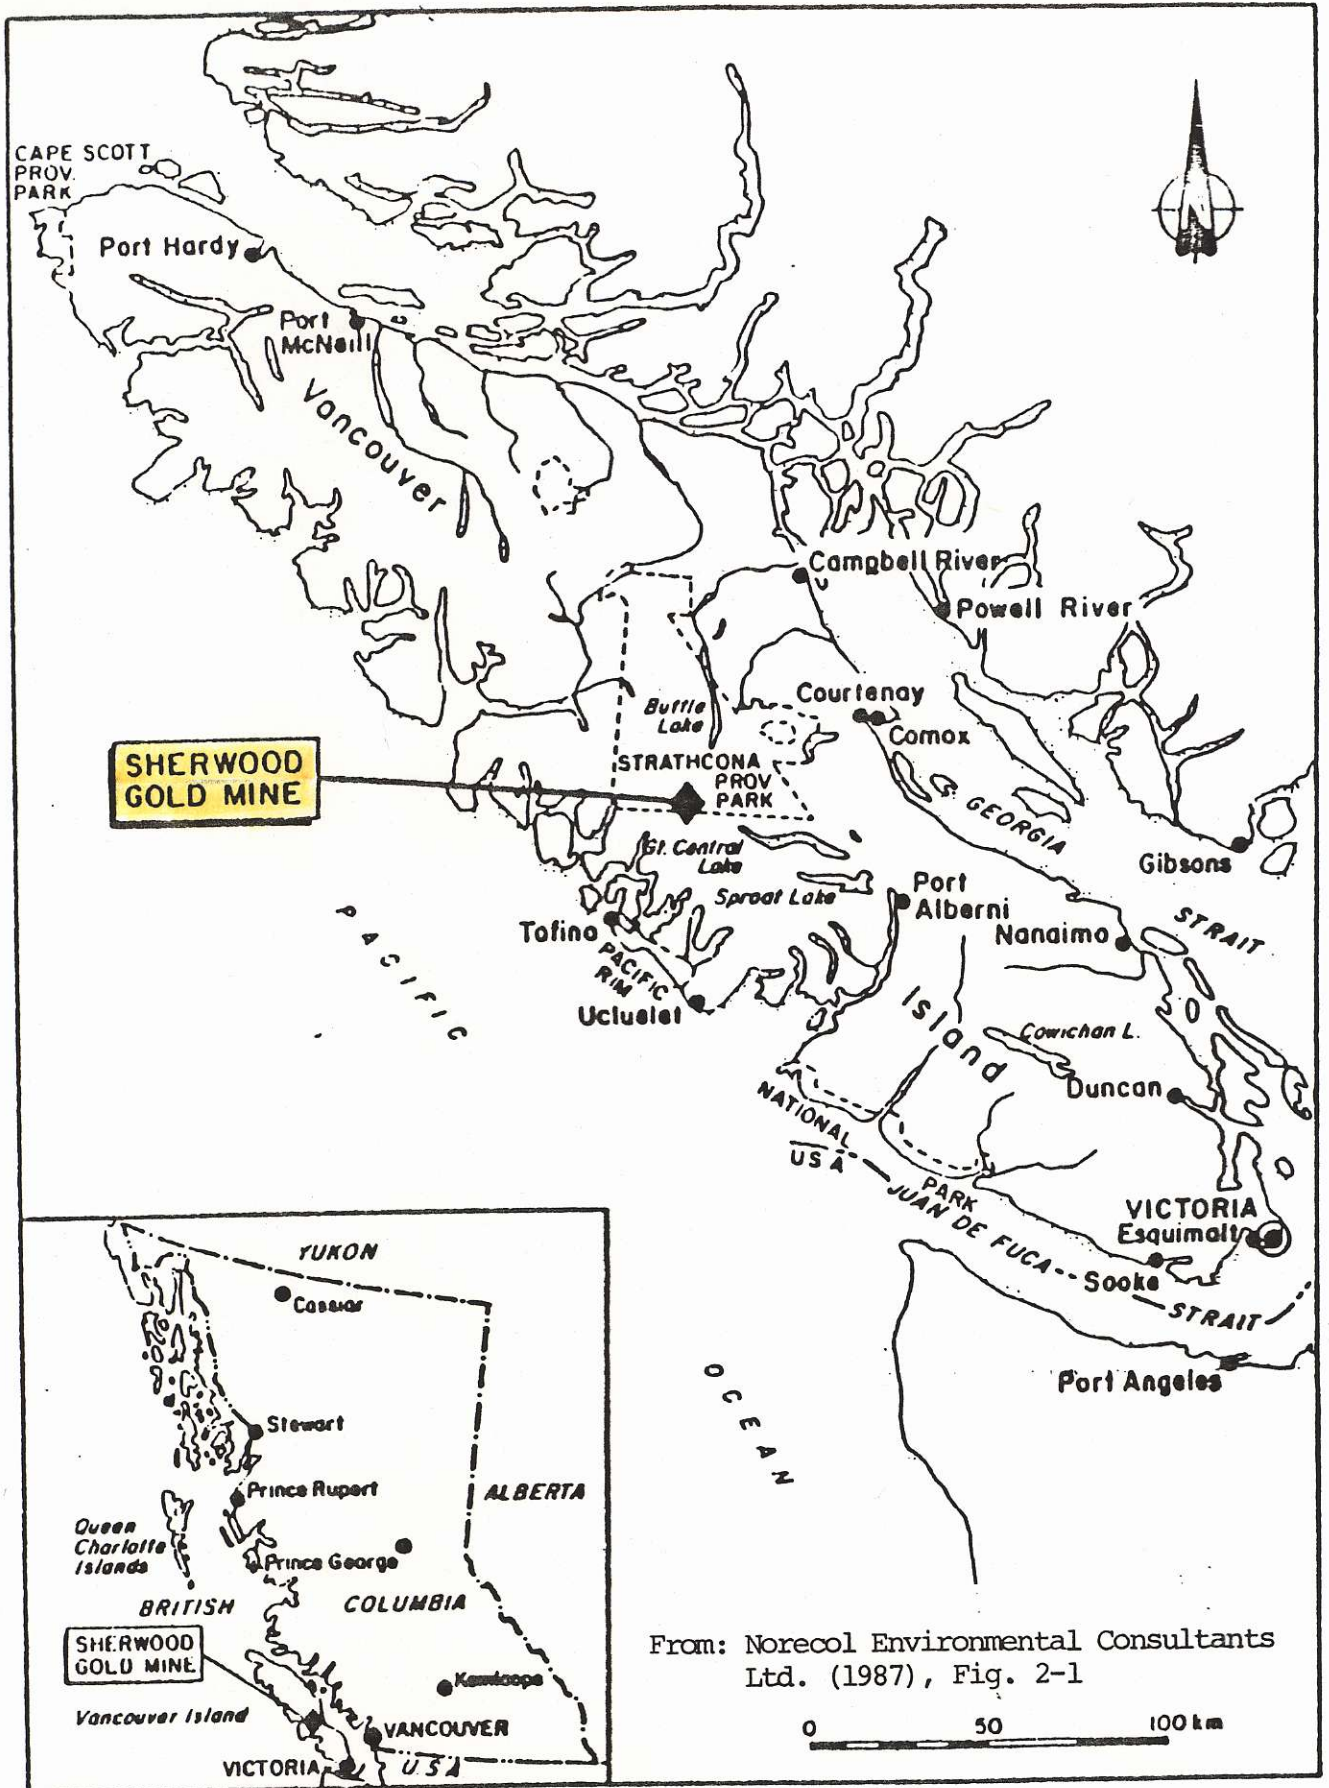 CAPE SCOTT
PROV.
PARK
Port Hardy
Port
McNeill
Vancouver
Campbell River
Powell River
Buttle
Lake
Courtenay
Comox
SHERWOOD
GOLD MINE
STRATHCONA
PROV
PARK
GEORGIA
Gt. Central
Lake
Gibsons
Sproat Lake
Port
Alberni
STRAIT
Tofino
Nanaimo
PACIFIC
PACIFIC
RIM
Ucluelet
Island
Cowichan L.
Duncan
NATIONAL
USA
PARK
JUAN DE FUCA
VICTORIA
Esquimalt
Sooke
STRAIT
Port Angeles
OCEAN
YUKON
Cassiar
Stewart
Prince Rupert
ALBERTA
Queen
Charlotte
Islands
Prince George
BRITISH
COLUMBIA
SHERWOOD
GOLD MINE
Kamloops
Vancouver Island
VANCOUVER
VICTORIA
USA
From: Norecol Environmental Consultants
Ltd. (1987), Fig. 2-1
0 50 100 km